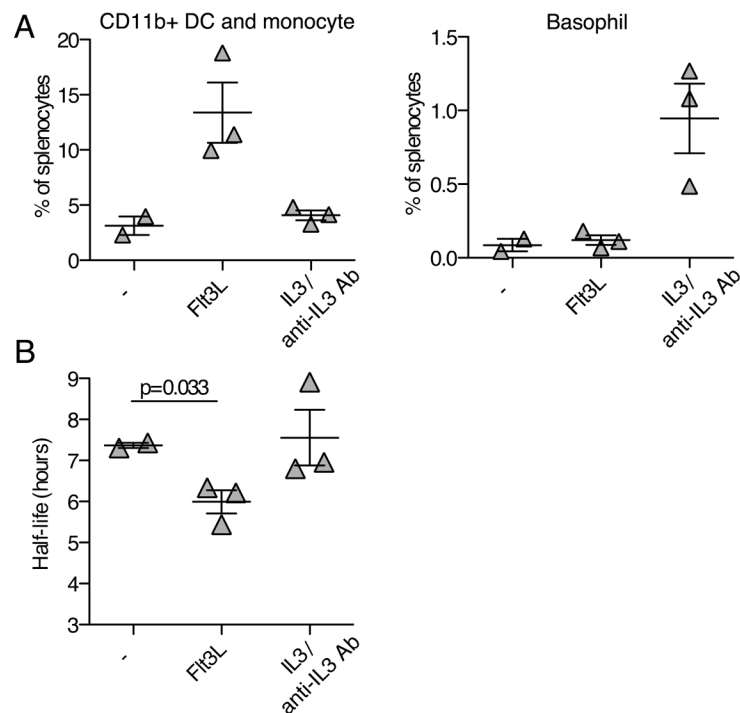 A
CD11b+ DC and monocyte
% of splenocytes
20
15
10
5
0
-
Flt3L
IL3/
anti-IL3 Ab
Basophil
% of splenocytes
1.5
1.0
0.5
0.0
-
Flt3L
IL3/
anti-IL3 Ab
B
Half-life (hours)
9
8
7
6
5
4
3
p=0.033
-
Flt3L
IL3/
anti-IL3 Ab